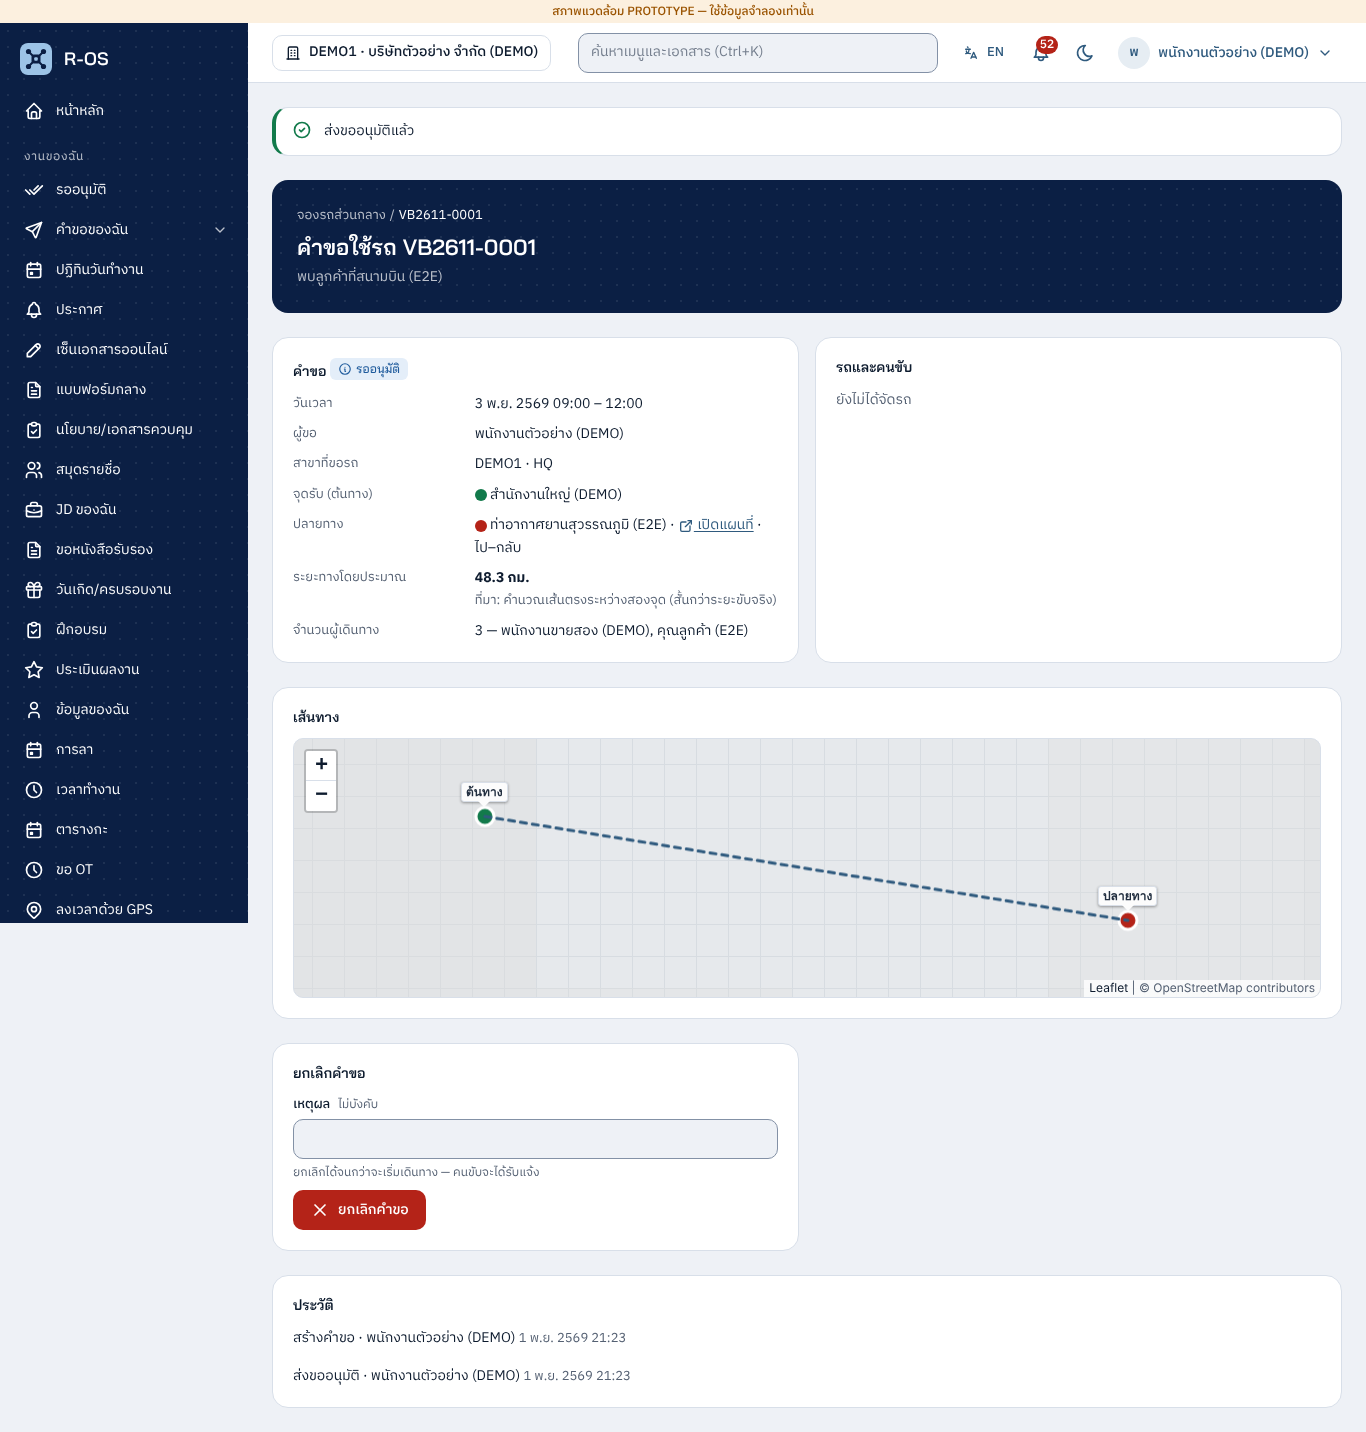 สภาพแวดล้อม PROTOTYPE — ใช้ข้อมูลจำลองเท่านั้น
R-OS
DEMO1 · บริษัทตัวอย่าง จำกัด (DEMO)
ค้นหาเมนูและเอกสาร (Ctrl+K)
EN
52
พ
พนักงานตัวอย่าง (DEMO)
หน้าหลัก
งานของฉัน
รออนุมัติ
คำขอของฉัน
ปฏิทินวันทำงาน
ประกาศ
เซ็นเอกสารออนไลน์
แบบฟอร์มกลาง
นโยบาย/เอกสารควบคุม
สมุดรายชื่อ
JD ของฉัน
ขอหนังสือรับรอง
วันเกิด/ครบรอบงาน
ฝึกอบรม
ประเมินผลงาน
ข้อมูลของฉัน
การลา
เวลาทำงาน
ตารางกะ
ขอ OT
ลงเวลาด้วย GPS
ส่งขออนุมัติแล้ว
จองรถส่วนกลาง / VB2611-0001
คำขอใช้รถ VB2611-0001
พบลูกค้าที่สนามบิน (E2E)
คำขอ รออนุมัติ
วันเวลา 3 พ.ย. 2569 09:00 – 12:00
ผู้ขอ พนักงานตัวอย่าง (DEMO)
สาขาที่ขอรถ DEMO1 · HQ
จุดรับ (ต้นทาง) สำนักงานใหญ่ (DEMO)
ปลายทาง ท่าอากาศยานสุวรรณภูมิ (E2E) · เปิดแผนที่ ·
ไป–กลับ
ระยะทางโดยประมาณ 48.3 กม.
ที่มา: คำนวณเส้นตรงระหว่างสองจุด (สั้นกว่าระยะขับจริง)
จำนวนผู้เดินทาง 3 — พนักงานขายสอง (DEMO), คุณลูกค้า (E2E)
รถและคนขับ
ยังไม่ได้จัดรถ
เส้นทาง
+
−
ต้นทาง
ปลายทาง
Leaflet | © OpenStreetMap contributors
ยกเลิกคำขอ
เหตุผล ไม่บังคับ
ยกเลิกได้จนกว่าจะเริ่มเดินทาง — คนขับจะได้รับแจ้ง
ยกเลิกคำขอ
ประวัติ
สร้างคำขอ · พนักงานตัวอย่าง (DEMO) 1 พ.ย. 2569 21:23
ส่งขออนุมัติ · พนักงานตัวอย่าง (DEMO) 1 พ.ย. 2569 21:23